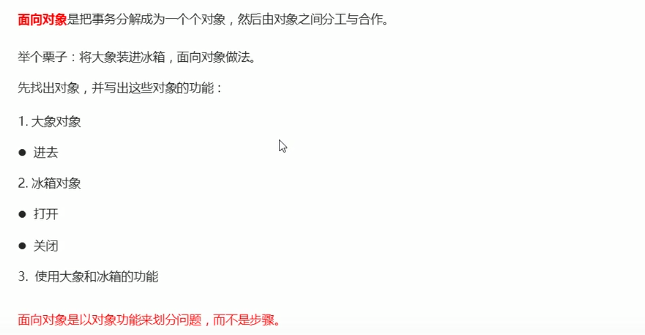 面向对象是把事务分解成为一个个对象，然后由对象之间分工与合作。
举个栗子：将大象装进冰箱，面向对象做法。
先找出对象，并写出这些对象的功能：
1. 大象对象
● 进去
2. 冰箱对象
● 打开
● 关闭
3. 使用大象和冰箱的功能
面向对象是以对象功能来划分问题，而不是步骤。